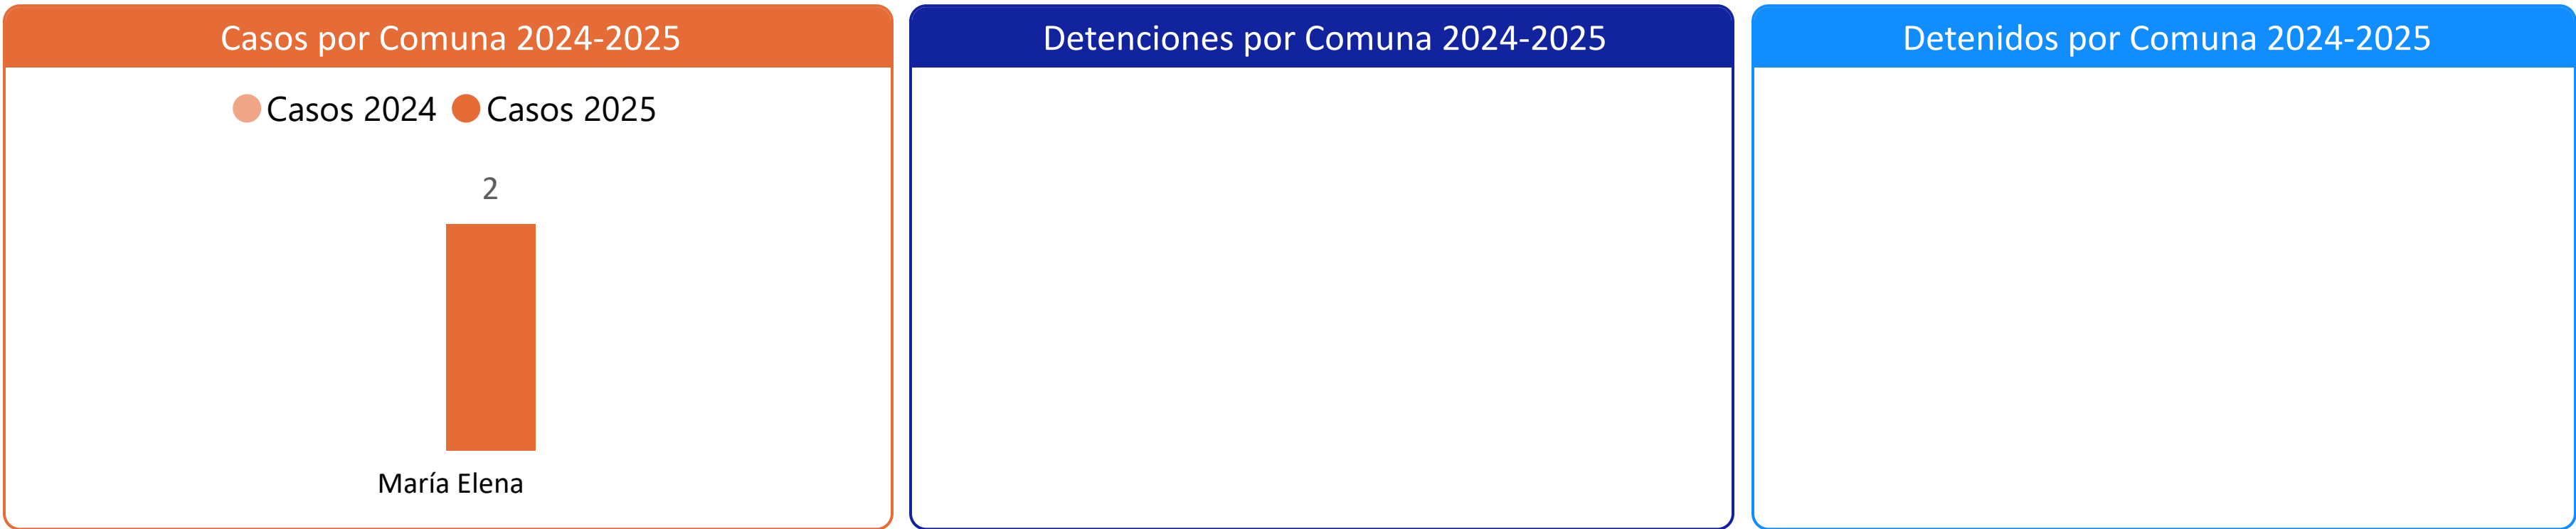 Casos por Comuna 2024-2025
Casos 2024 Casos 2025
2
María Elena
Detenciones por Comuna 2024-2025
Detenidos por Comuna 2024-2025